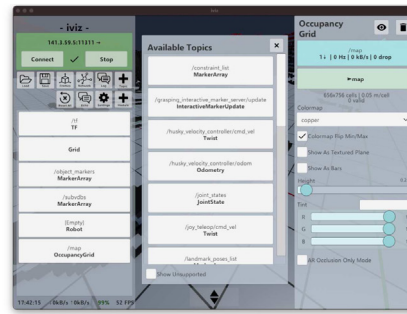 iviz
- iviz -
141.3.59.5:11311 →
Connect
Stop
/tf
TF
Grid
/object_markers
MarkerArray
/subvdbs
MarkerArray
(Empty)
Robot
/map
OccupancyGrid
17:42:15
52 FPS
Available Topics
×
/constraint_list
MarkerArray
/grasping_interactive_marker_server/update
InteractiveMarkerUpdate
/husky_velocity_controller/cmd_vel
Twist
/husky_velocity_controller/odom
Odometry
/joint_states
JointState
/joy_teleop/cmd_vel
Twist
/landmark_poses_list
Show Unsupported
Occupancy
Grid
/map
1↓ | 0 Hz | 0 kB/s | 0 drop
map
0 valid
Colormap
copper
Colormap Flip Min/Max
Show As Textured Plane
Show As Bars
Height
Tint
R
G
B
AR Occlusion Only Mode